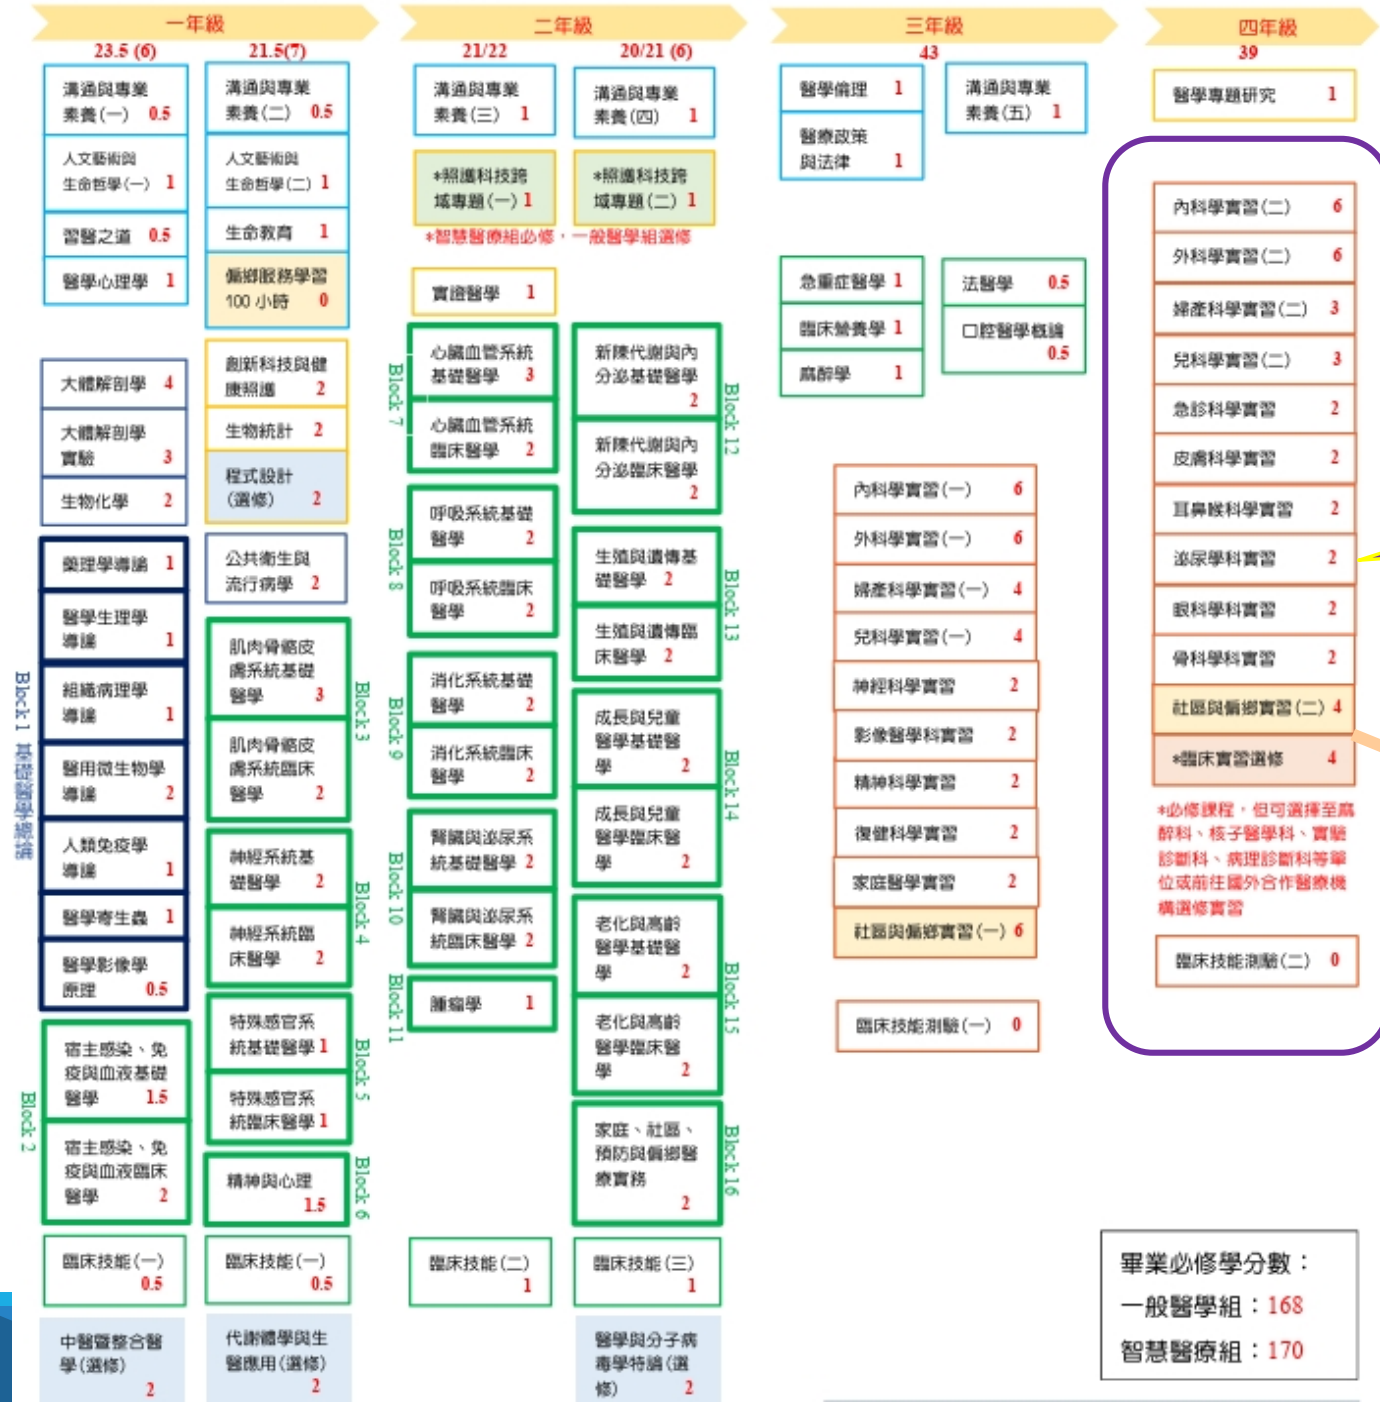 一年級
23.5 (6)
21.5(7)
溝通與專業
素養(一) 0.5
人文藝術與
生命哲學(一) 1
習醫之道 0.5
醫學心理學 1
大體解剖學 4
大體解剖學
實驗 3
生物化學 2
Block 1 基礎醫學總論
藥理學導論 1
醫學生理學
導論 1
組織病理學
導論 1
醫用微生物學
導論 2
人類免疫學
導論 1
醫學寄生蟲 1
醫學影像學
原理 0.5
Block 2
宿主感染、免
疫與血液基礎
醫學 1.5
宿主感染、免
疫與血液臨床
醫學 2
臨床技能(一)
0.5
中醫暨整合醫
學(選修)
2
溝通與專業
素養(二) 0.5
人文藝術與
生命哲學(二) 1
生命教育 1
偏鄉服務學習
100 小時 0
創新科技與健
康照護 2
生物統計 2
程式設計
(選修) 2
公共衛生與
流行病學 2
Block 3
肌肉骨骼皮
膚系統基礎
醫學 3
肌肉骨骼皮
膚系統臨床
醫學 2
Block 4
神經系統基
礎醫學 2
神經系統臨
床醫學 2
Block 5
特殊感官系
統基礎醫學 1
特殊感官系
統臨床醫學 1
Block 6
精神與心理
1.5
臨床技能(一)
0.5
代謝體學與生
醫應用(選修)
2
二年級
21/22
20/21 (6)
溝通與專業
素養(三) 1
*照護科技跨
域專題(一) 1
溝通與專業
素養(四) 1
*照護科技跨
域專題(二) 1
*智慧醫療組必修，一般醫學組選修
實證醫學 1
Block 7
心臟血管系統
基礎醫學 3
心臟血管系統
臨床醫學 2
Block 8
呼吸系統基礎
醫學 2
呼吸系統臨床
醫學 2
Block 9
消化系統基礎
醫學 2
消化系統臨床
醫學 2
Block 10
腎臟與泌尿系
統基礎醫學 2
腎臟與泌尿系
統臨床醫學 2
Block 11
腫瘤學 1
臨床技能(二)
1
Block 12
新陳代謝與內
分泌基礎醫學
2
新陳代謝與內
分泌臨床醫學
2
Block 13
生殖與遺傳基
礎醫學 2
生殖與遺傳臨
床醫學 2
Block 14
成長與兒童
醫學基礎醫
學 2
成長與兒童
醫學臨床醫
學 2
Block 15
老化與高齡
醫學基礎醫
學 2
老化與高齡
醫學臨床醫
學 2
Block 16
家庭、社區、
預防與偏鄉醫
療實務
2
臨床技能(三)
1
醫學與分子病
毒學特論(選
修) 2
三年級
43
醫學倫理 1
醫療政策
與法律 1
溝通與專業
素養(五) 1
急重症醫學 1
臨床營養學 1
麻醉學 1
法醫學 0.5
口腔醫學概論
0.5
內科學實習(一) 6
外科學實習(一) 6
婦產科學實習(一) 4
兒科學實習(一) 4
神經科學實習 2
影像醫學科實習 2
精神科學實習 2
復健科學實習 2
家庭醫學實習 2
社區與偏鄉實習(一) 6
臨床技能測驗(一) 0
四年級
39
醫學專題研究 1
內科學實習(二) 6
外科學實習(二) 6
婦產科學實習(二) 3
兒科學實習(二) 3
急診科學實習 2
皮膚科學實習 2
耳鼻喉科學實習 2
泌尿學科實習 2
眼科學科實習 2
骨科學科實習 2
社區與偏鄉實習(二) 4
*臨床實習選修 4
*必修課程，但可選擇至麻
醉科、核子醫學科、實驗
診斷科、病理診斷科等單
位或前往國外合作醫療機
構選修實習
臨床技能測驗(二) 0
畢業必修學分數：
一般醫學組：168
智慧醫療組：170